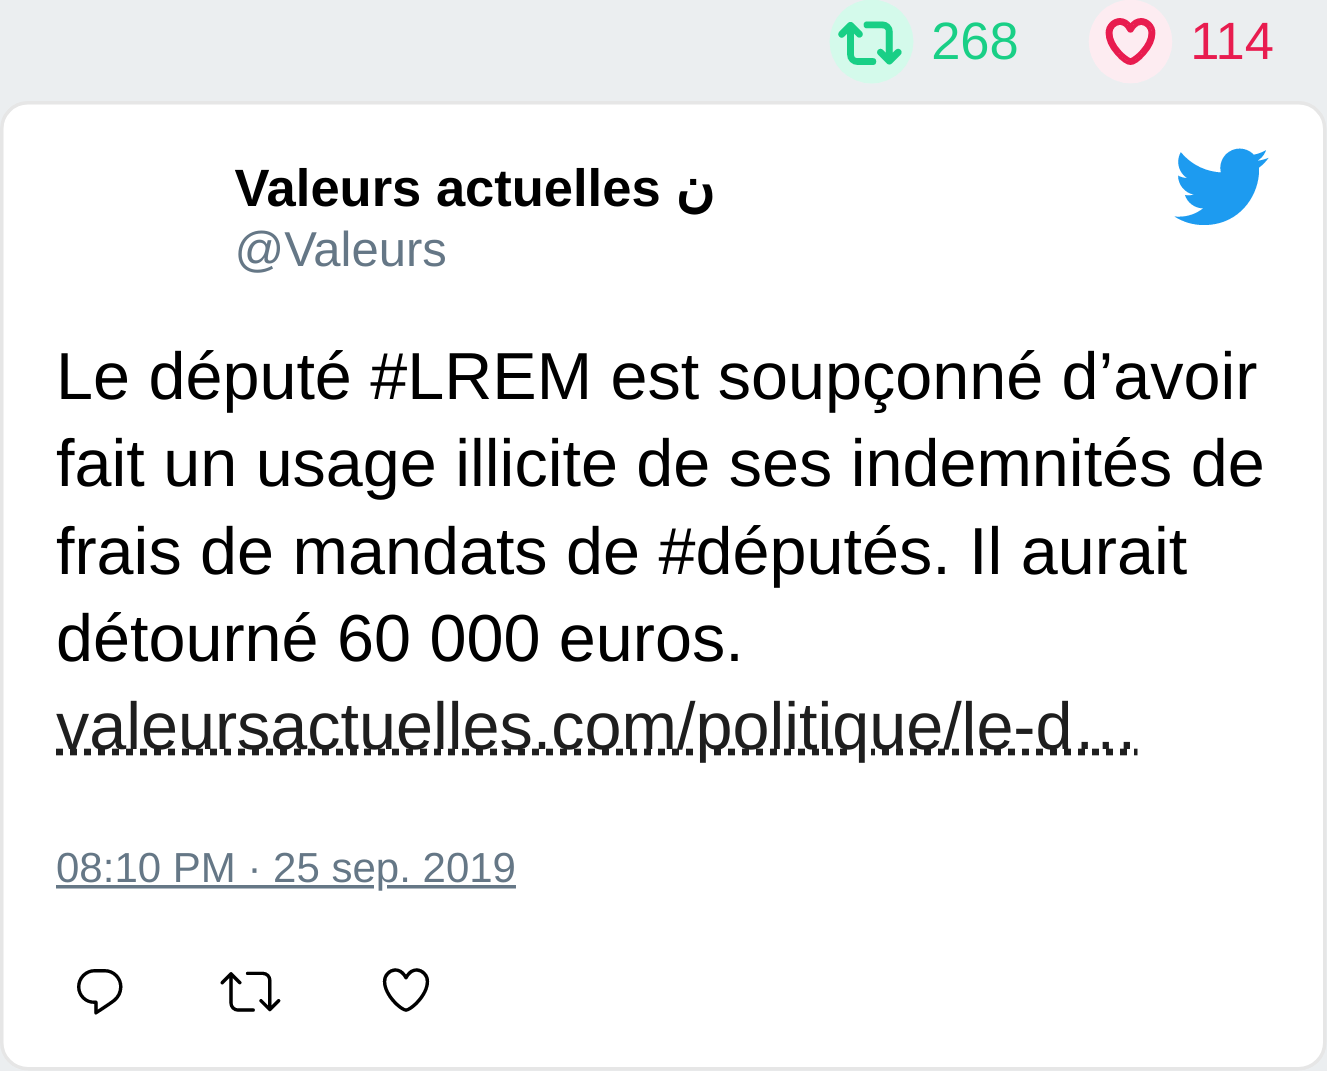 268 114
Valeurs actuelles ن
@Valeurs
Le député #LREM est soupçonné d’avoir
fait un usage illicite de ses indemnités de
frais de mandats de #députés. Il aurait
détourné 60 000 euros.
valeursactuelles.com/politique/le-d…
08:10 PM · 25 sep. 2019